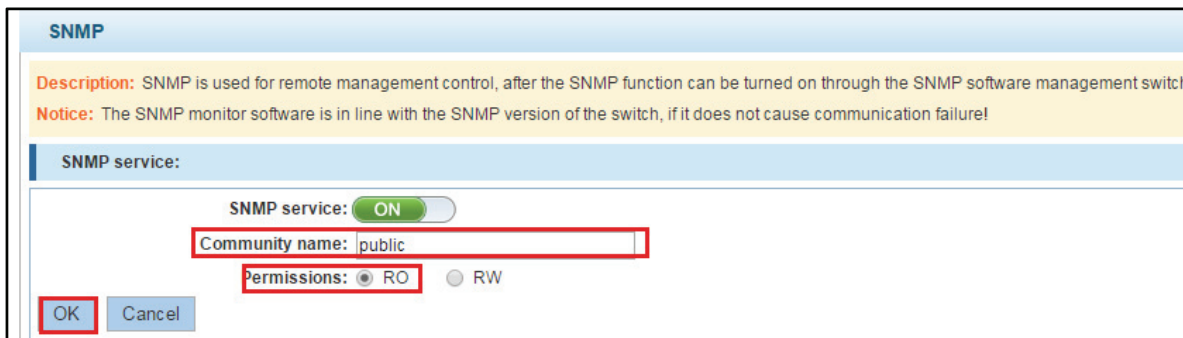 SNMP
Description: SNMP is used for remote management control, after the SNMP function can be turned on through the SNMP software management switch
Notice: The SNMP monitor software is in line with the SNMP version of the switch, if it does not cause communication failure!
SNMP service:
SNMP service: ON
Community name: public
Permissions: RO RW
OK Cancel